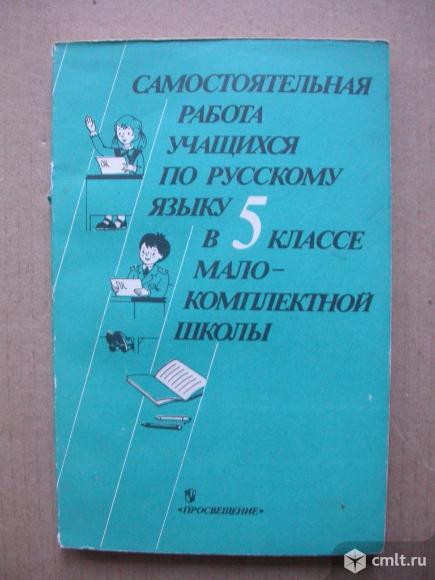 САМОСТОЯТЕЛЬНАЯ
РАБОТА
УЧАЩИХСЯ
ПО РУССКОМУ
ЯЗЫКУ
В 5 КЛАССЕ
МАЛО-
КОМПЛЕКТНОЙ
ШКОЛЫ
«ПРОСВЕЩЕНИЕ»
cmlt.ru